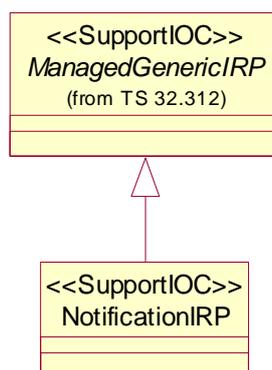 <<SupportIOC>>
ManagedGenericIRP
(from TS 32.312)
<<SupportIOC>>
NotificationIRP